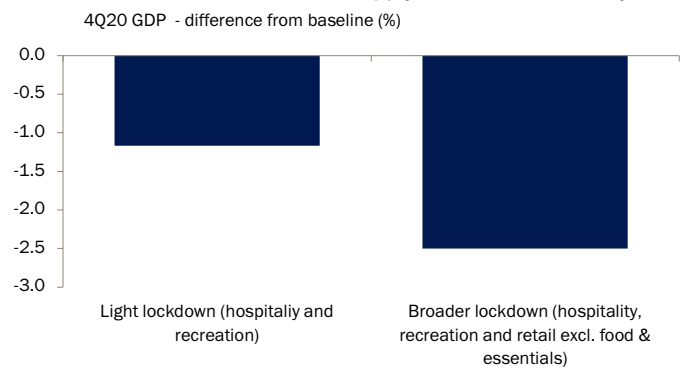 4Q20 GDP - difference from baseline (%)
0.0
-0.5
-1.0
-1.5
-2.0
-2.5
-3.0
Light lockdown (hospitaliy and
recreation)
Broader lockdown (hospitality,
recreation and retail excl. food &
essentials)